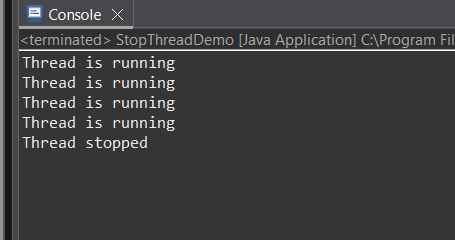 Console
<terminated> StopThreadDemo [Java Application] C:\Program Fil
Thread is running
Thread is running
Thread is running
Thread is running
Thread stopped